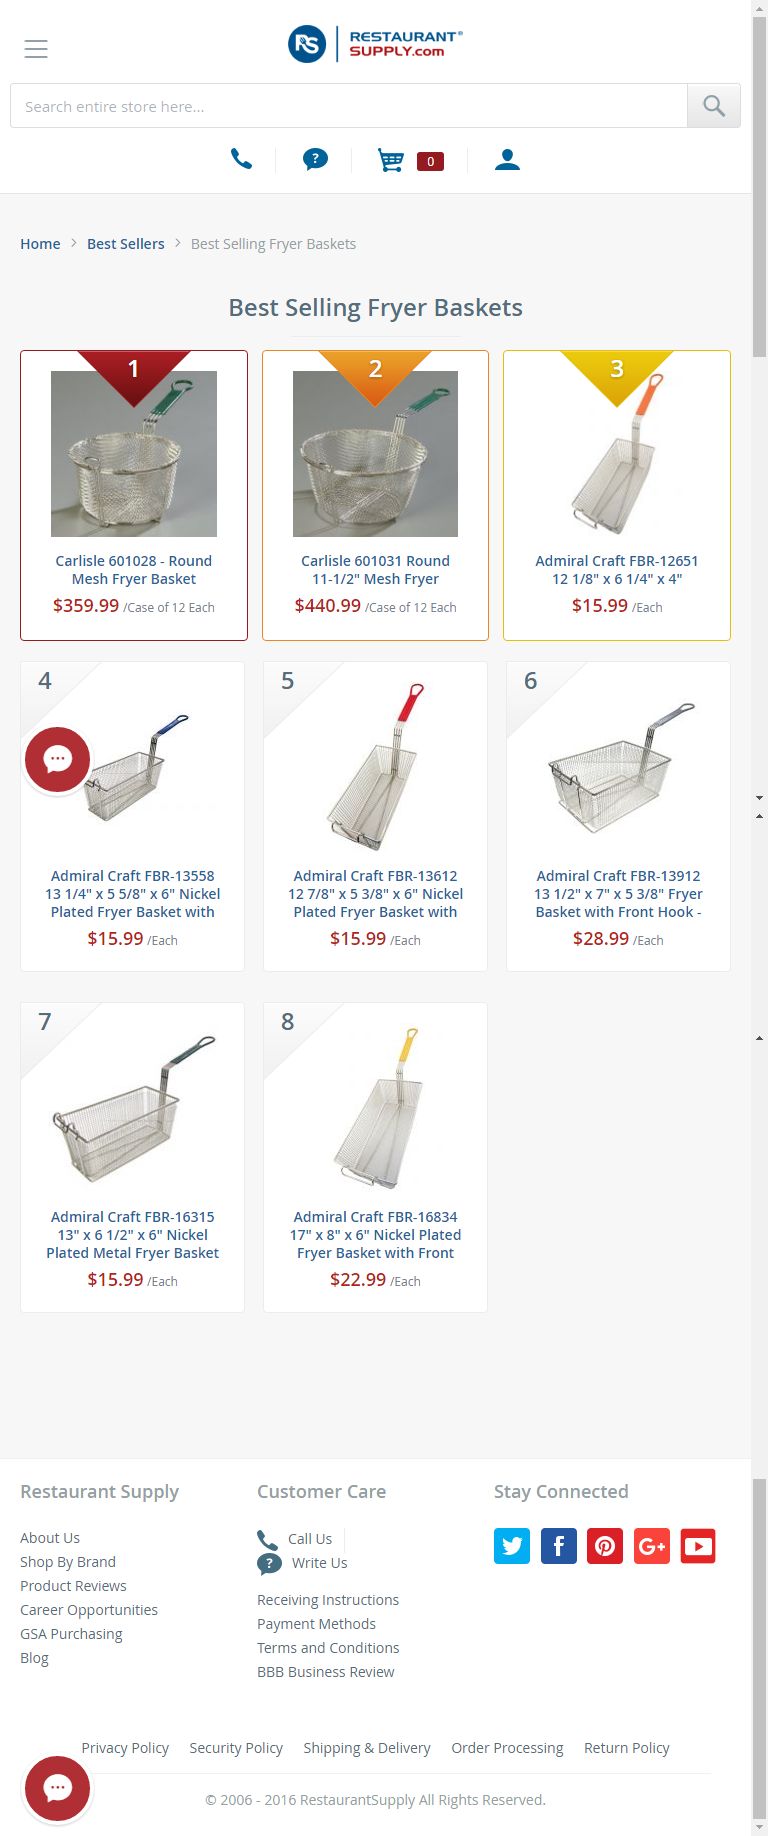 RS RESTAURANT®
SUPPLY.com
Search entire store here...
? 0
Home > Best Sellers > Best Selling Fryer Baskets
Best Selling Fryer Baskets
1
2
3
Carlisle 601028 - Round
Mesh Fryer Basket
$359.99 /Case of 12 Each
Carlisle 601031 Round
11-1/2" Mesh Fryer
$440.99 /Case of 12 Each
Admiral Craft FBR-12651
12 1/8" x 6 1/4" x 4"
$15.99 /Each
4
Admiral Craft FBR-13558
13 1/4" x 5 5/8" x 6" Nickel
Plated Fryer Basket with
$15.99 /Each
5
Admiral Craft FBR-13612
12 7/8" x 5 3/8" x 6" Nickel
Plated Fryer Basket with
$15.99 /Each
6
Admiral Craft FBR-13912
13 1/2" x 7" x 5 3/8" Fryer
Basket with Front Hook -
$28.99 /Each
7
Admiral Craft FBR-16315
13" x 6 1/2" x 6" Nickel
Plated Metal Fryer Basket
$15.99 /Each
8
Admiral Craft FBR-16834
17" x 8" x 6" Nickel Plated
Fryer Basket with Front
$22.99 /Each
Restaurant Supply
About Us
Shop By Brand
Product Reviews
Career Opportunities
GSA Purchasing
Blog
Customer Care
Call Us
? Write Us
Receiving Instructions
Payment Methods
Terms and Conditions
BBB Business Review
Stay Connected
f G+
Privacy Policy Security Policy Shipping & Delivery Order Processing Return Policy
© 2006 - 2016 RestaurantSupply All Rights Reserved.